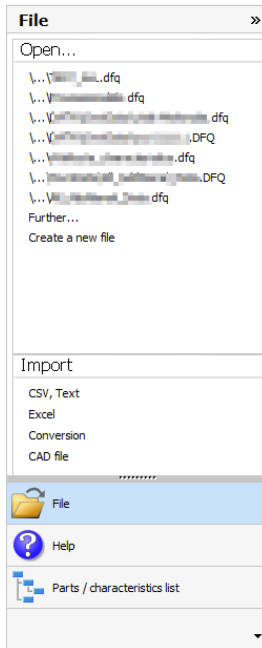 File »
Open...
\...\ .dfq
\...\ dfq
\...\ .dfq
\...\ .DFQ
\...\ .dfq
\...\ .DFQ
\...\ dfq
Further...
Create a new file
Import
CSV, Text
Excel
Conversion
CAD file
File
Help
Parts / characteristics list